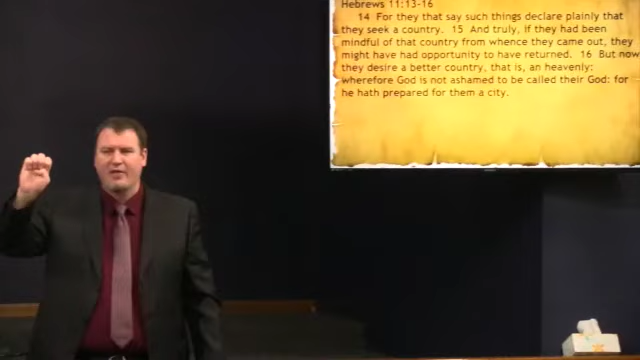 Hebrews 11:13-16
14 For they that say such things declare plainly that
they seek a country. 15 And truly, if they had been
mindful of that country from whence they came out, they
might have had opportunity to have returned. 16 But now
they desire a better country, that is, an heavenly:
wherefore God is not ashamed to be called their God: for
he hath prepared for them a city.